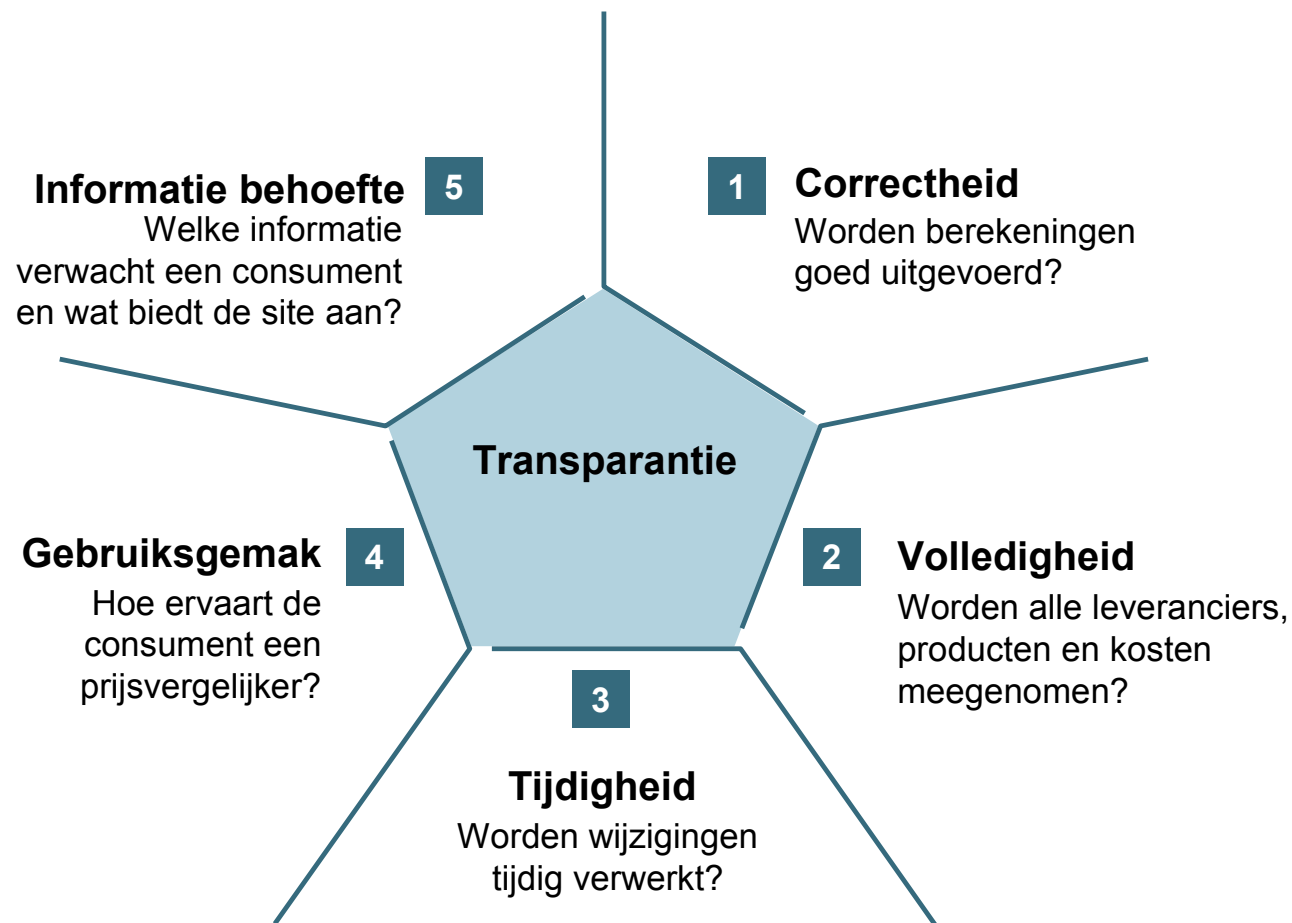 1
Correctheid
Worden berekeningen
goed uitgevoerd?
2
Volledigheid
Worden alle leveranciers,
producten en kosten
meegenomen?
3
Tijdigheid
Worden wijzigingen
tijdig verwerkt?
4
Gebruiksgemak
Hoe ervaart de
consument een
prijsvergelijker?
5
Informatie behoefte
Welke informatie
verwacht een consument
en wat biedt de site aan?
Transparantie